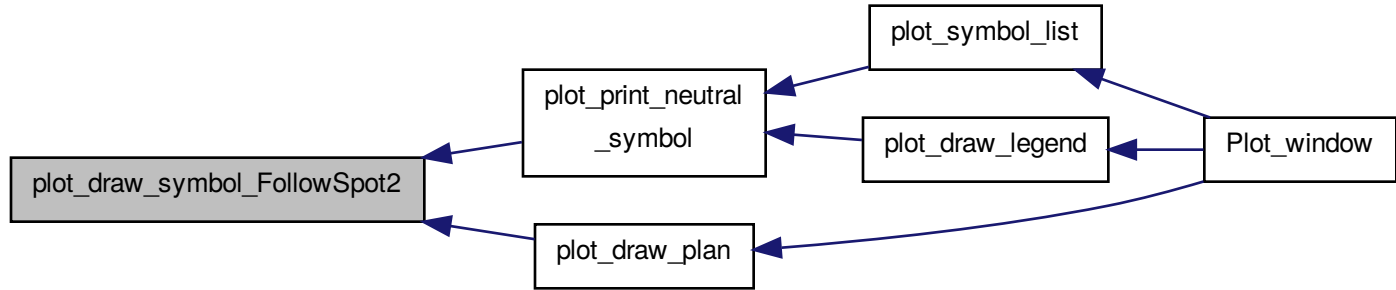 plot_draw_symbol_FollowSpot2
plot_print_neutral
_symbol
plot_symbol_list
plot_draw_legend
Plot_window
plot_draw_plan